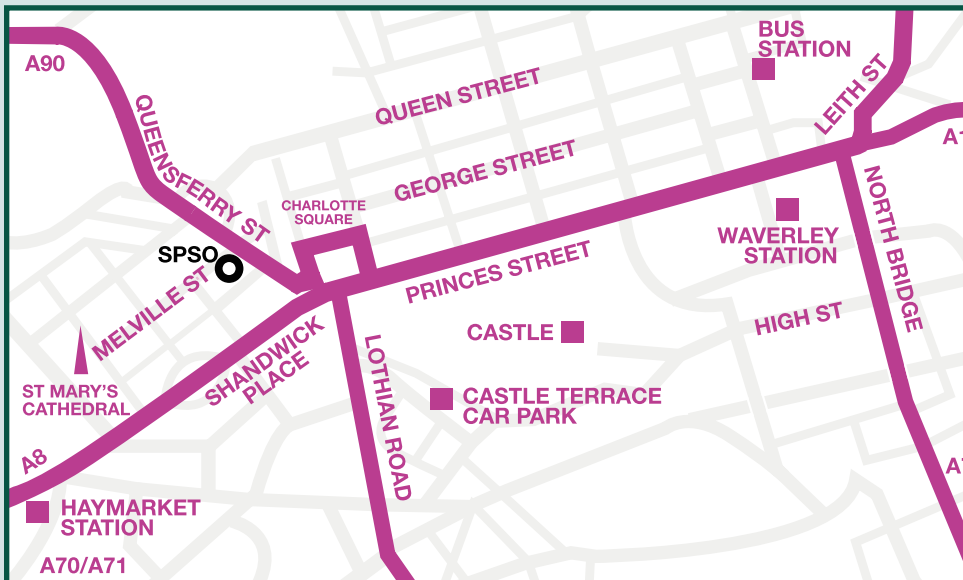 BUS
STATION
A90
LEITH ST
QUEEN STREET
QUEENSFERRY ST
GEORGE STREET
CHARLOTTE
SQUARE
NORTH BRIDGE
SPSO
WAVERLEY
STATION
MELVILLE ST
PRINCES STREET
HIGH ST
CASTLE
SHANDWICK
PLACE
LOTHIAN ROAD
ST MARY'S
CATHEDRAL
CASTLE TERRACE
CAR PARK
A8
HAYMARKET
STATION
A70/A71